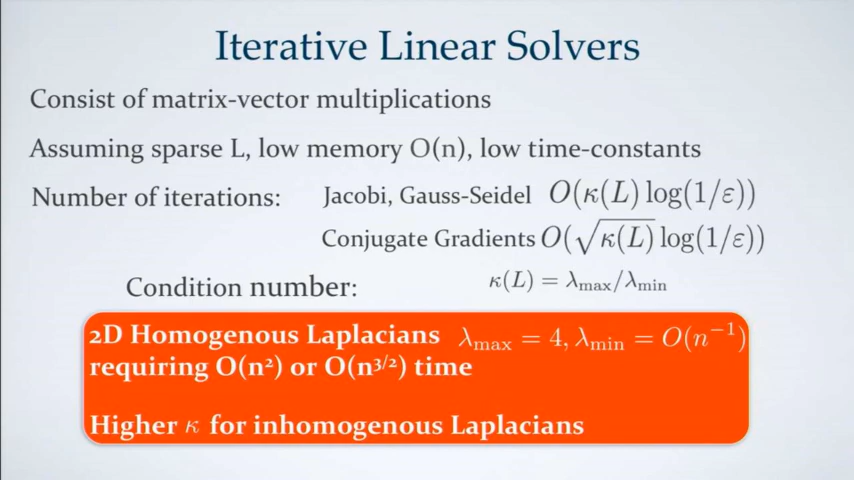 Iterative Linear Solvers
Consist of matrix-vector multiplications
Assuming sparse L, low memory O(n), low time-constants
Number of iterations: Jacobi, Gauss-Seidel O(κ(L) log(1/ε))
Conjugate Gradients O(√κ(L) log(1/ε))
Condition number: κ(L) = λmax/λmin
2D Homogenous Laplacians λmax = 4, λmin = O(n⁻¹)
requiring O(n²) or O(n³/²) time
Higher κ for inhomogenous Laplacians